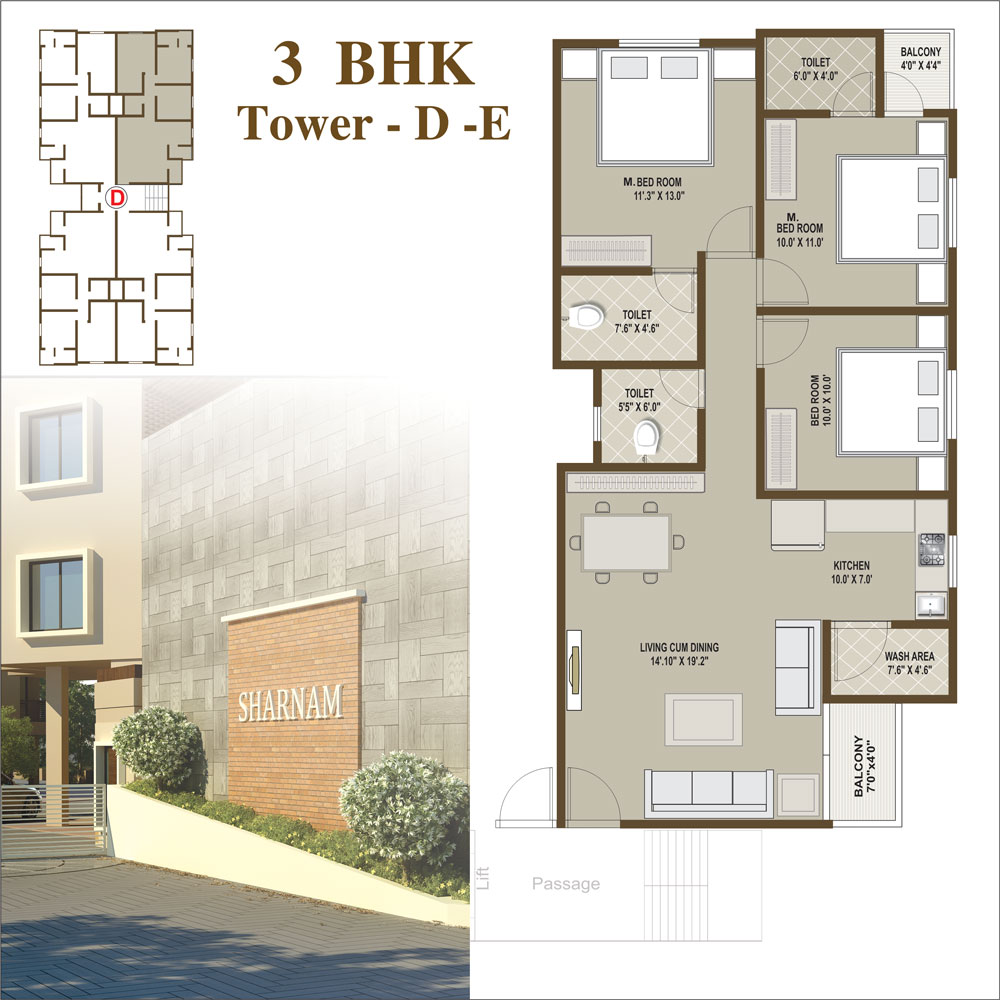 3 BHK
Tower - D -E
D
TOILET
6'.0" X 4'.0"
BALCONY
4'0" X 4'4"
M. BED ROOM
11'.3" X 13.0"
M.
BED ROOM
10.0' X 11.0'
TOILET
7'.6" X 4'.6"
TOILET
5'5" X 6'.0"
BED ROOM
10.0' X 10.0'
KITCHEN
10.0' X 7.0'
LIVING CUM DINING
14'.10" X 19'.2"
WASH AREA
7'.6" X 4'.6"
BALCONY
7'0"x4'0"
SHARNAM
Lift
Passage